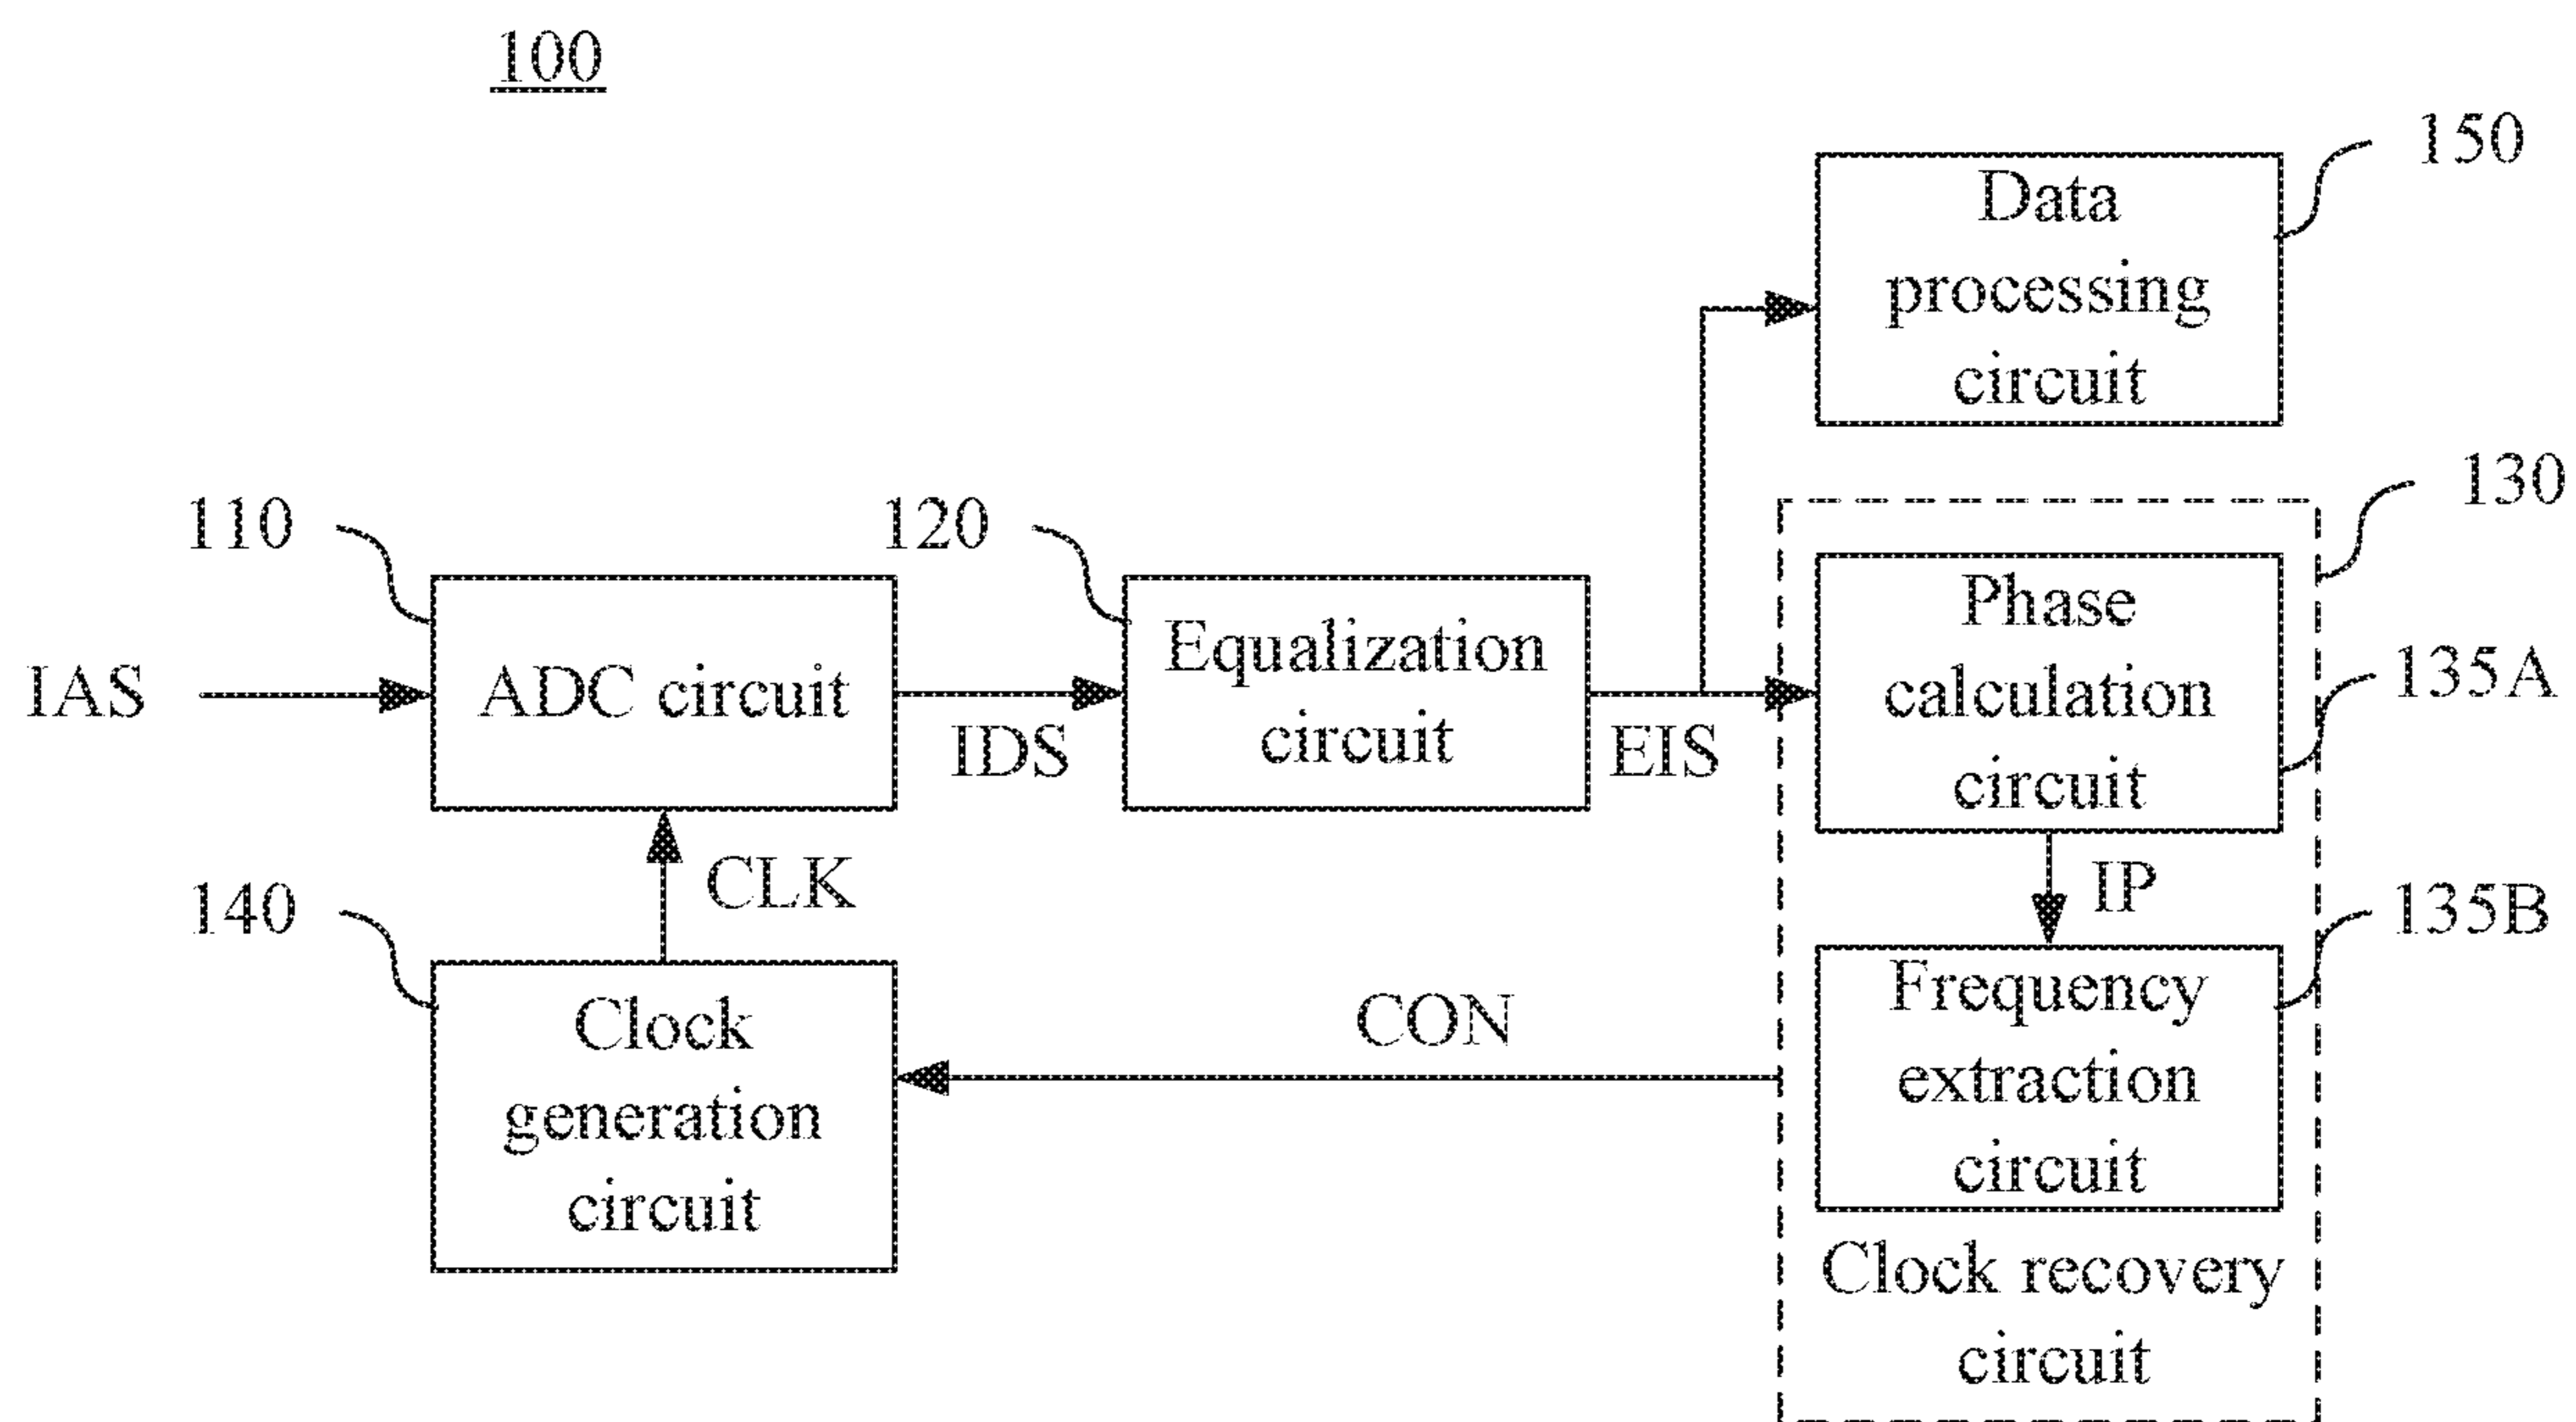 100
150
Data
processing
circuit
130
110
120
Phase
calculation
circuit
135A
IAS
ADC circuit
IDS
Equalization
circuit
EIS
CLK
IP
140
135B
Clock
generation
circuit
CON
Frequency
extraction
circuit
Clock recovery
circuit